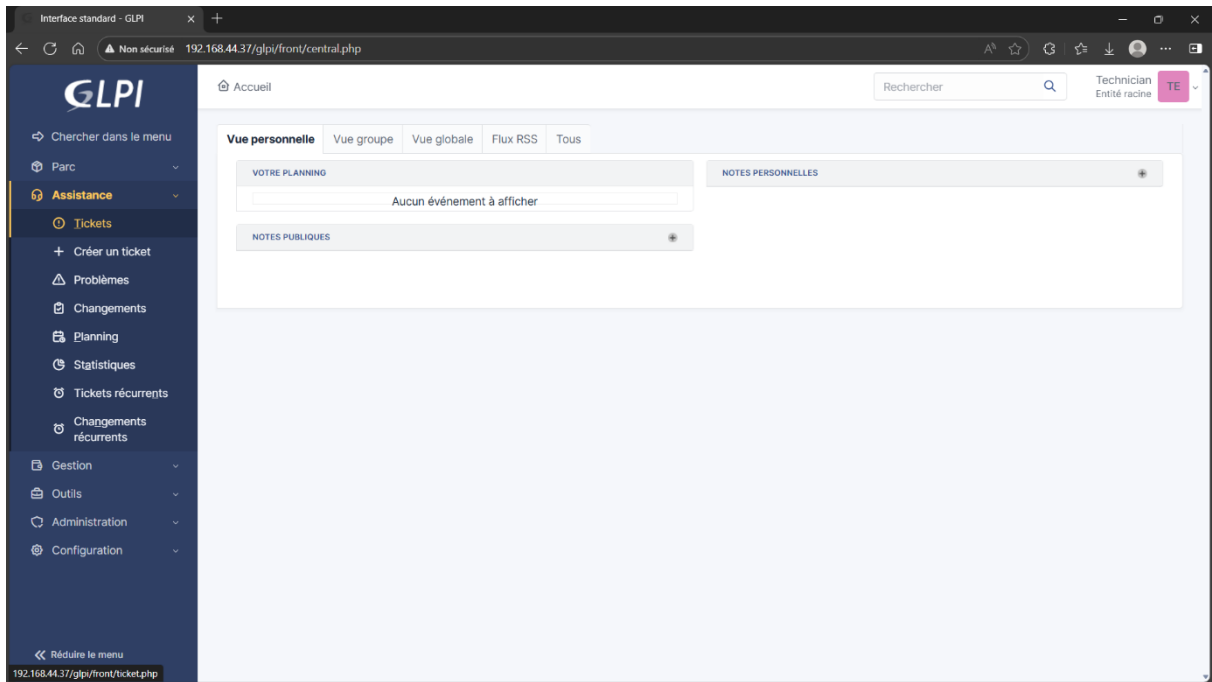 Interface standard - GLPI
Non sécurisé 192.168.44.37/glpi/front/central.php
GLPI
Accueil
Rechercher
Technician
Entité racine
TE
Chercher dans le menu
Parc
Assistance
Tickets
Créer un ticket
Problèmes
Changements
Planning
Statistiques
Tickets récurrents
Changements
récurrents
Gestion
Outils
Administration
Configuration
Réduire le menu
192.168.44.37/glpi/front/ticket.php
Vue personnelle Vue groupe Vue globale Flux RSS Tous
VOTRE PLANNING
Aucun événement à afficher
NOTES PUBLIQUES
NOTES PERSONNELLES